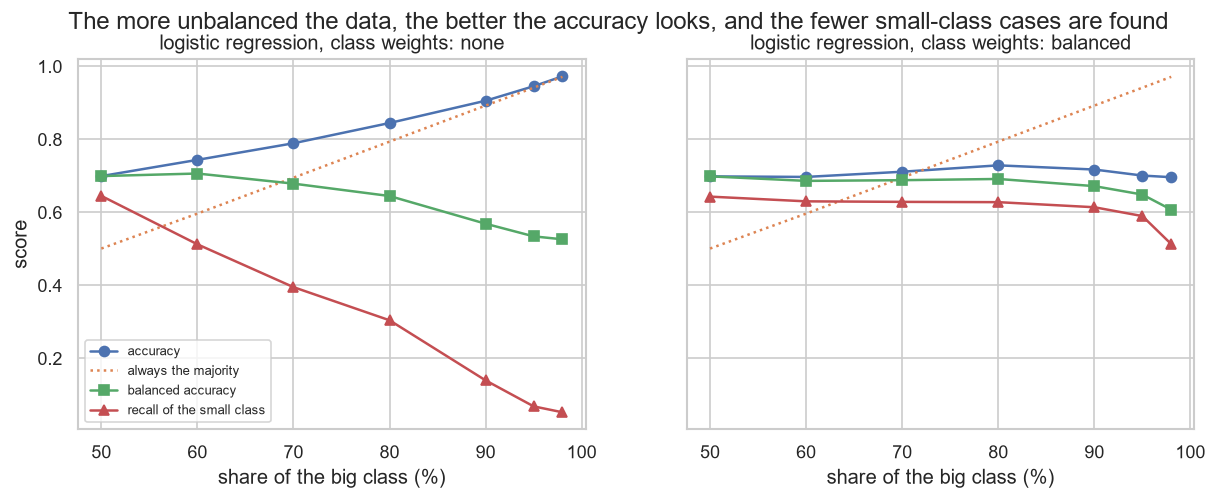 The more unbalanced the data, the better the accuracy looks, and the fewer small-class cases are found
logistic regression, class weights: none
logistic regression, class weights: balanced
score
1.0
0.8
0.6
0.4
0.2
accuracy
always the majority
balanced accuracy
recall of the small class
50 60 70 80 90 100
share of the big class (%)
50 60 70 80 90 100
share of the big class (%)